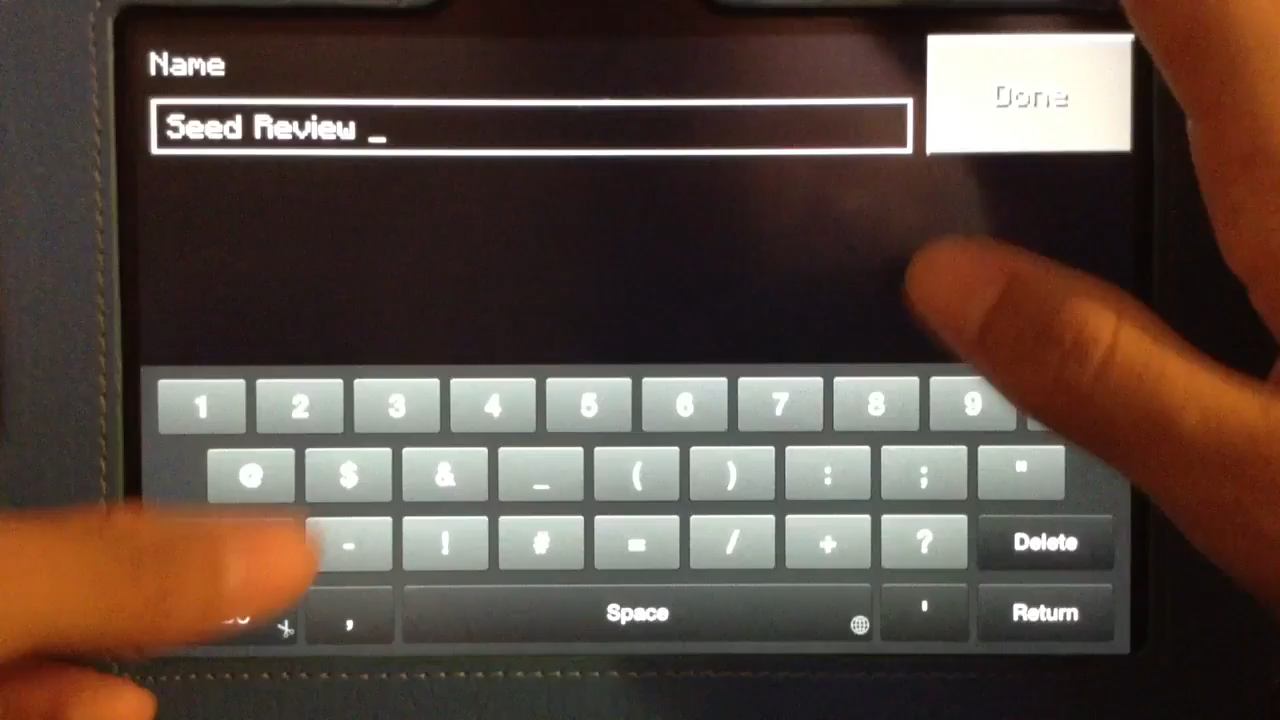 Name
Done
Seed Review _
1 2 3 4 5 6 7 8 9
@ $ & _ ( ) : ; "
- ! # = / + ? Delete
, Space ' Return